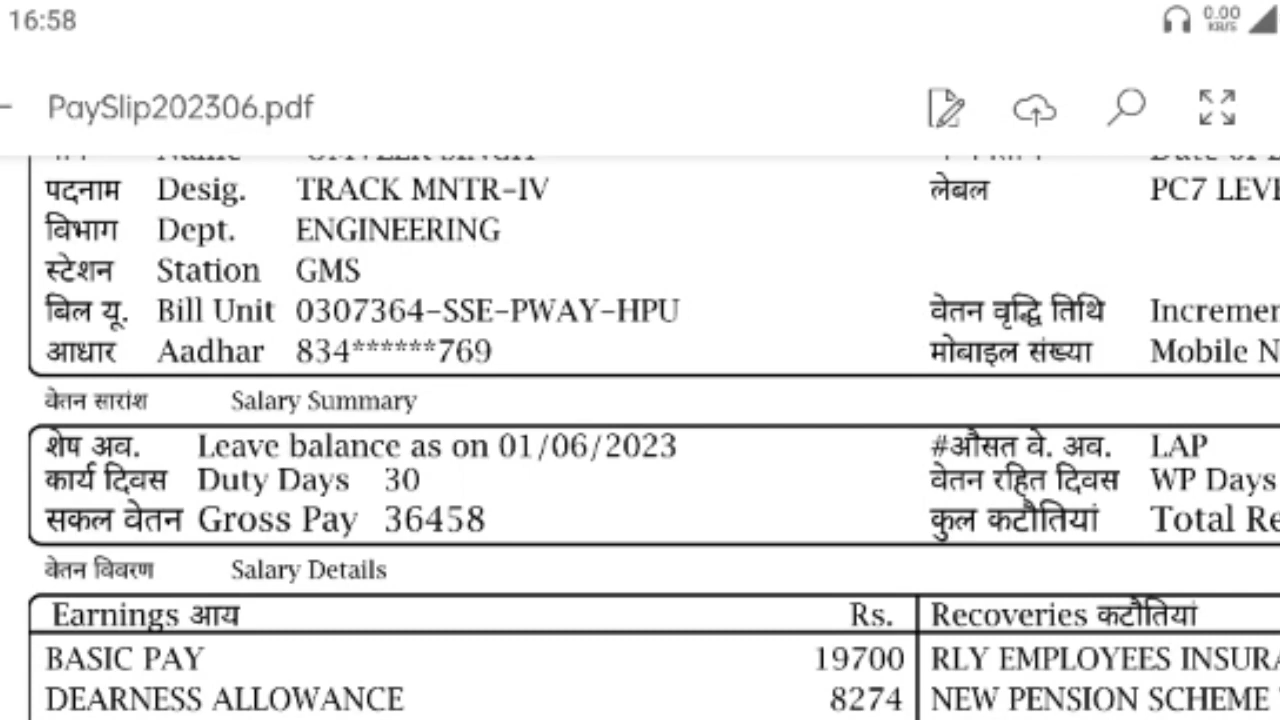 16:58
0.00 KB/S
PaySlip202306.pdf
पदनाम Desig. TRACK MNTR-IV लेबल PC7
विभाग Dept. ENGINEERING
स्टेशन Station GMS
बिल यू. Bill Unit 0307364-SSE-PWAY-HPU वेतन वृद्धि तिथि
आधार Aadhar 834******769 मोबाइल संख्या Mobile
वेतन सारांश Salary Summary
शेष अव. Leave balance as on 01/06/2023 #औसत वे. अव. LAP
कार्य दिवस Duty Days 30 वेतन रहित दिवस WP Days
सकल वेतन Gross Pay 36458 कुल कटौतियां Total
वेतन विवरण Salary Details
Earnings आय Rs. Recoveries कटौतियां
BASIC PAY 19700 RLY EMPLOYEES
DEARNESS ALLOWANCE 8274 NEW PENSION SCHEME